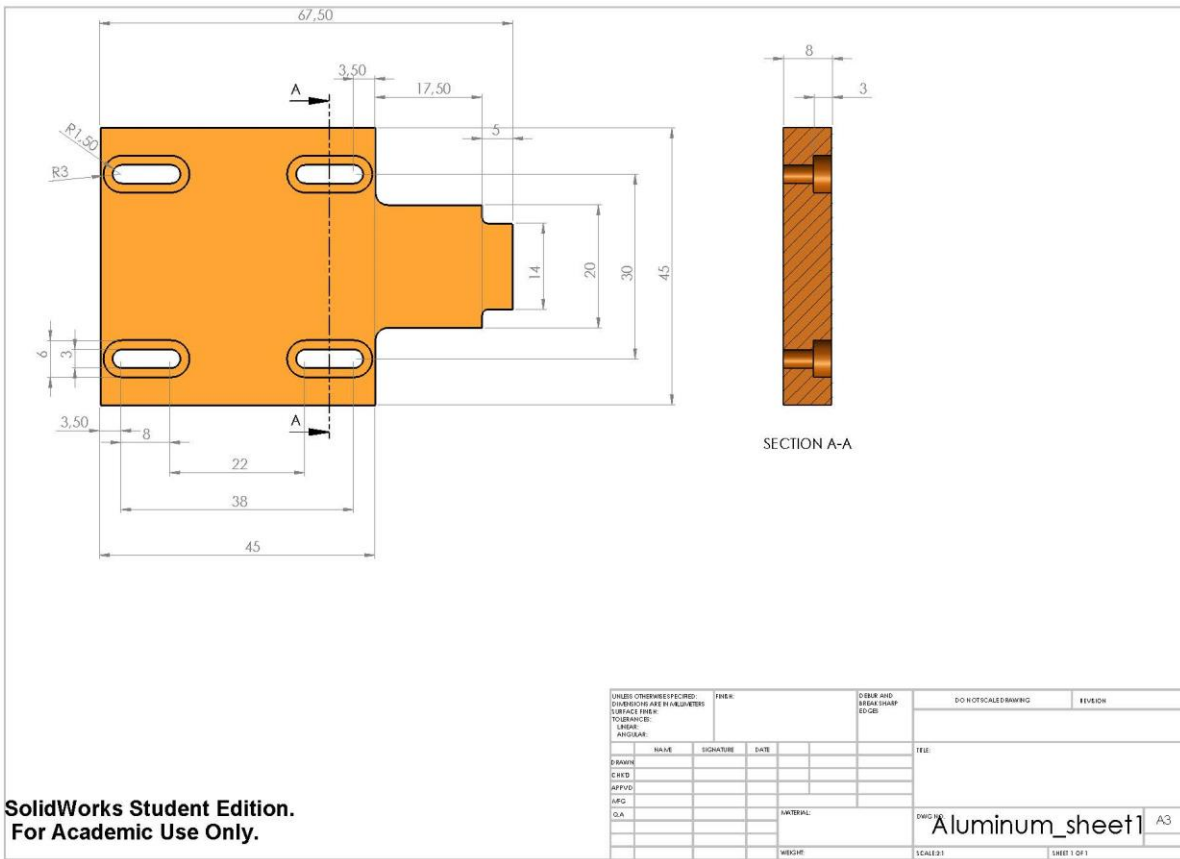 67,50
3,50
A
17,50
5
R1,50
R3
14
20
30
45
6
3
3,50
8
A
22
38
45
8
3
SECTION A-A
UNLESS OTHERWISE SPECIFIED:
DIMENSIONS ARE IN MILLIMETERS
SURFACE FINISH:
TOLERANCES:
LINEAR:
ANGULAR:
FINISH:
DEBUR AND
BREAK SHARP
EDGES
DO NOT SCALE DRAWING
REVISION
NAME
SIGNATURE
DATE
TITLE:
DRAWN
CHK'D
APPV'D
MFG
Q.A
MATERIAL:
DWG NO.
Aluminum_sheet1
A3
WEIGHT:
SCALE:2:1
SHEET 1 OF 1
SolidWorks Student Edition.
For Academic Use Only.